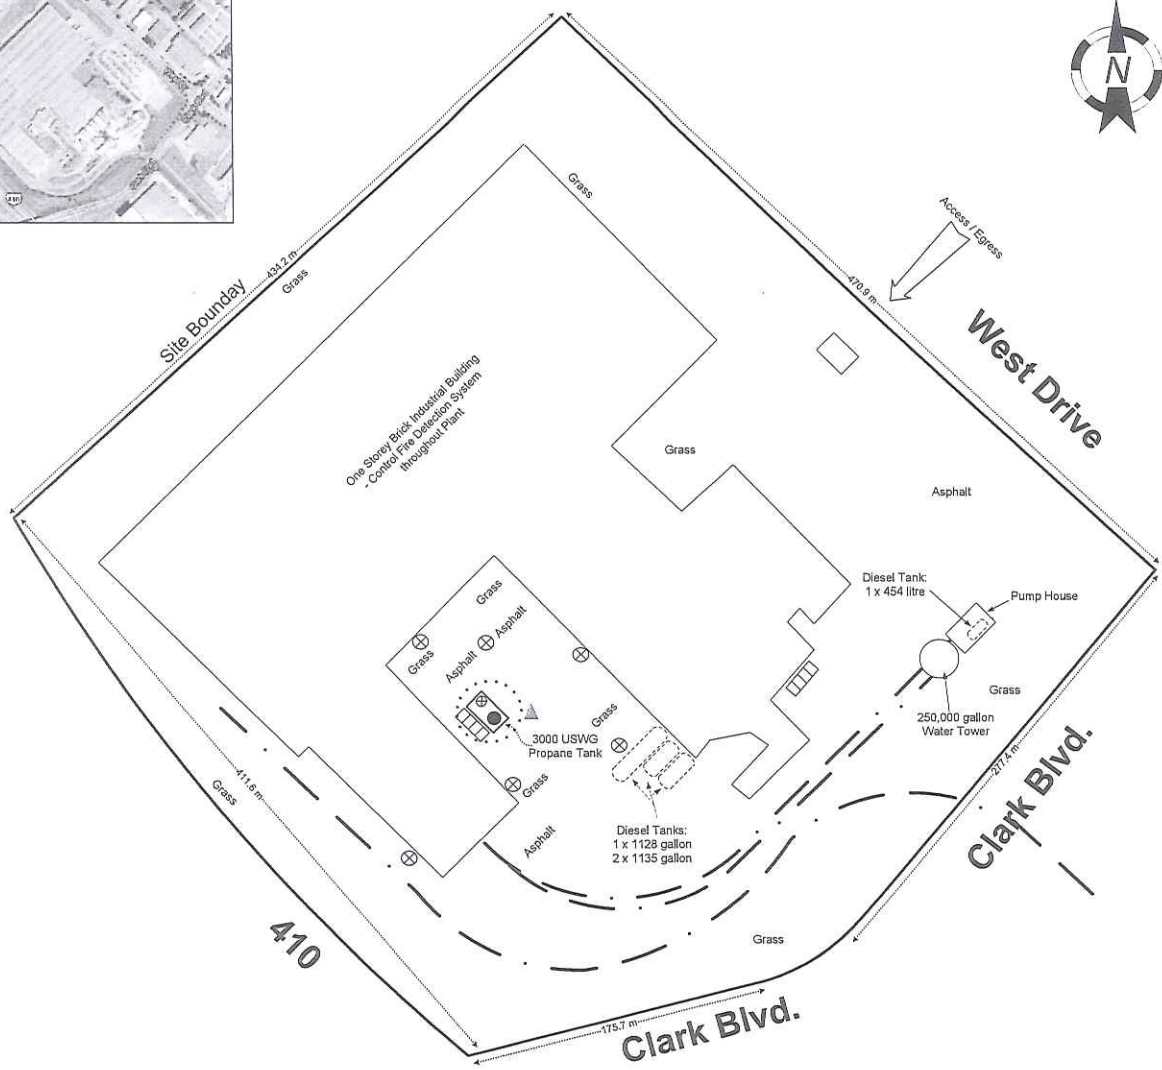 N
Grass
Access / Egress
434.2 m
Grass
Site Bounday
470.9 m
West Drive
One Storey Brick Industrial Building
- Control Fire Detection System
throughout Plant
Grass
Asphalt
Diesel Tank:
1 x 454 litre
Pump House
Grass
Asphalt
Grass
Asphalt
Grass
250,000 gallon
Water Tower
Grass
3000 USWG
Propane Tank
277.4 m
Clark Blvd.
411.6 m
Grass
Grass
Asphalt
Diesel Tanks:
1 x 1128 gallon
2 x 1135 gallon
410
Grass
175.7 m
Clark Blvd.